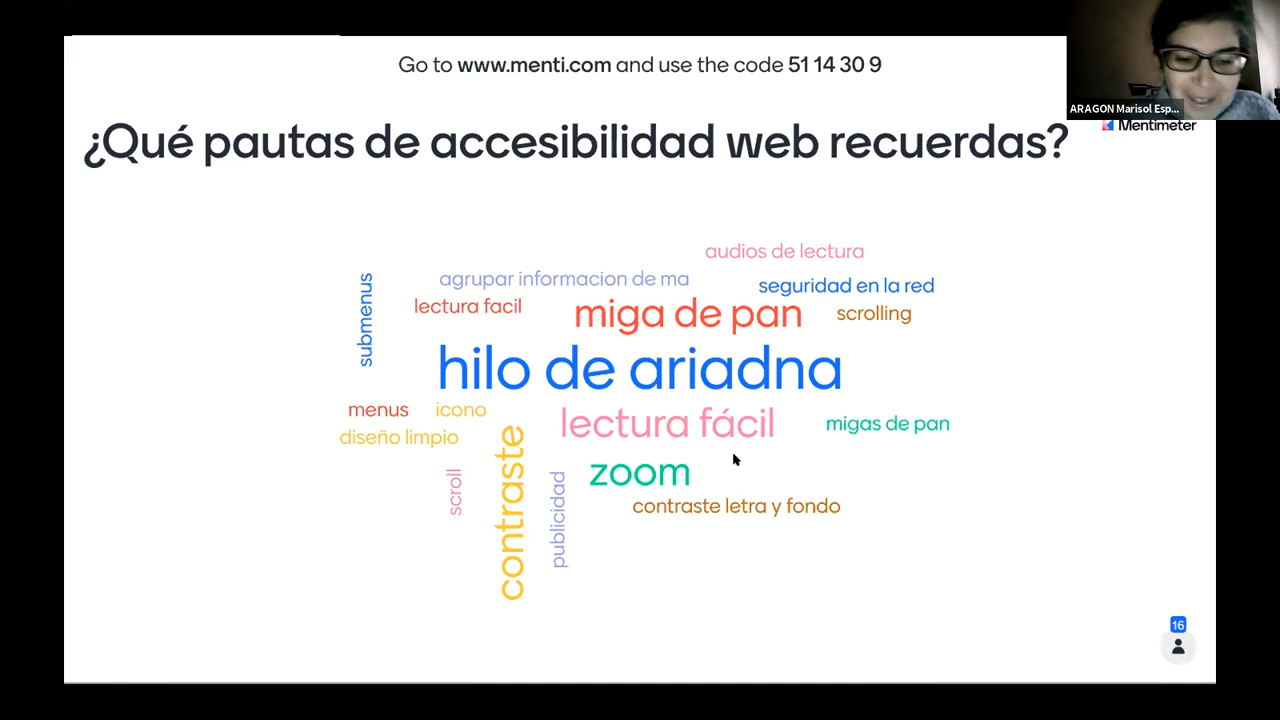 Go to www.menti.com and use the code 51 14 30 9
ARAGON Marisol Esp...
Mentimeter
¿Qué pautas de accesibilidad web recuerdas?
audios de lectura
agrupar informacion de ma
seguridad en la red
submenus
lectura facil
miga de pan
scrolling
hilo de ariadna
menus
icono
lectura fácil
migas de pan
diseño limpio
contraste
zoom
scroll
publicidad
contraste letra y fondo
16